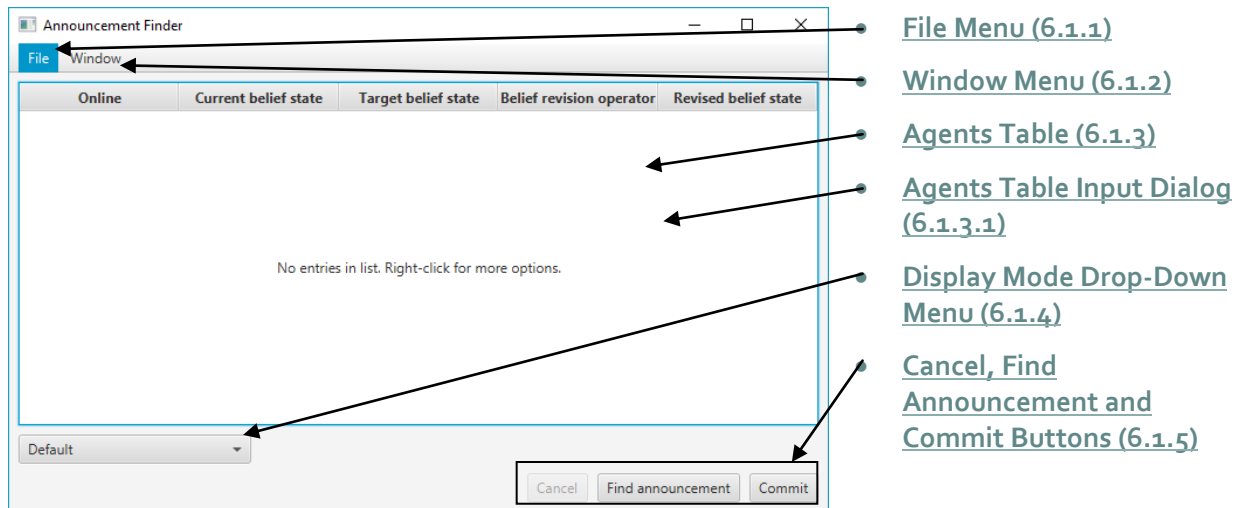 Announcement Finder
File Window
Online Current belief state Target belief state Belief revision operator Revised belief state
No entries in list. Right-click for more options.
Default
Cancel Find announcement Commit
File Menu (6.1.1)
Window Menu (6.1.2)
Agents Table (6.1.3)
Agents Table Input Dialog
(6.1.3.1)
Display Mode Drop-Down
Menu (6.1.4)
Cancel, Find
Announcement and
Commit Buttons (6.1.5)